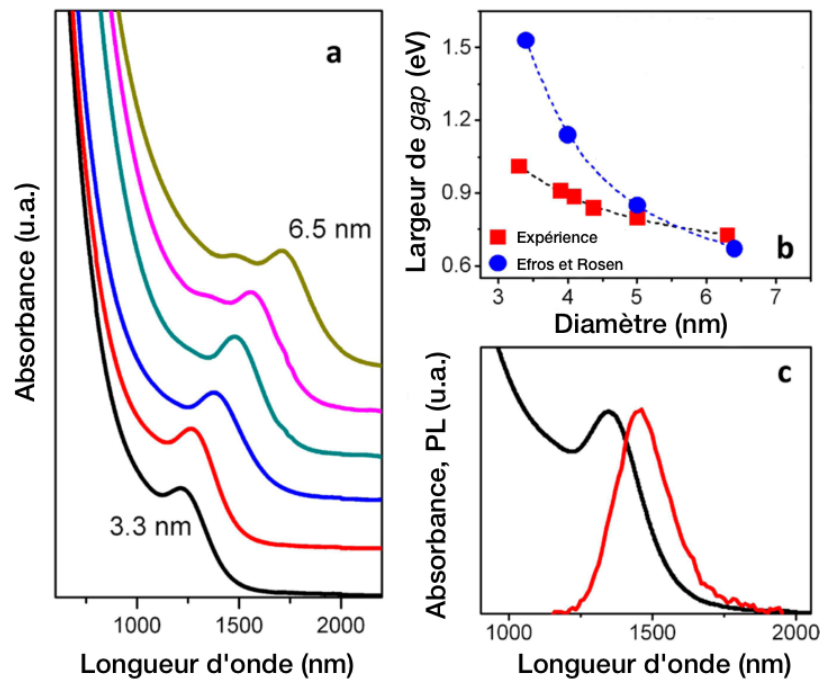 a
Absorbance (u.a.)
6.5 nm
3.3 nm
1000 1500 2000
Longueur d'onde (nm)
Largeur de gap (eV)
1.5
1.2
0.9
0.6
Expérience
Efros et Rosen
b
3 4 5 6 7
Diamètre (nm)
Absorbance, PL (u.a.)
c
1000 1500 2000
Longueur d'onde (nm)